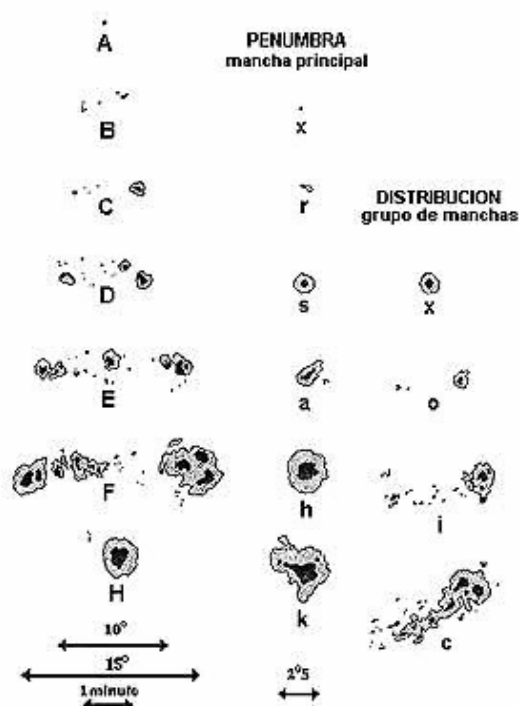 A
B
C
D
E
F
H
10°
15°
1 minuto
PENUMBRA
mancha principal
x
r
s
a
h
k
2°5
DISTRIBUCION
grupo de manchas
x
o
i
c